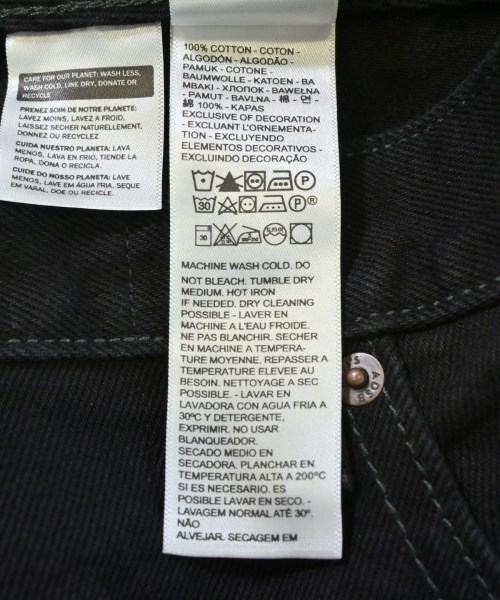 CARE FOR OUR PLANET: WASH LESS,
WASH COLD, LINE DRY, DONATE OR
RECYCLE
PRENEZ SOIN DE NOTRE PLANETE:
LAVEZ MOINS, LAVEZ A FROID,
LAISSEZ SECHER NATURELLEMENT,
DONNEZ OU RECYCLEZ
CUIDA NUESTRO PLANETA: LAVA
MENOS, LAVA EN FRIO, TIENDE LA
ROPA, DONA O RECICLA.
CUIDE DO NOSSO PLANETA: LAVE
MENOS, LAVE EM ÁGUA FRIA, SEQUE
EM VARAL, DOE OU RECICLE.
100% COTTON - COTON -
ALGODÓN - ALGODÃO -
PAMUK - COTONE -
BAUMWOLLE - KATOEN - BA
MBAKI - ХЛОПОК - BAWEŁNA
- PAMUT - BAVLNA - 棉 - 면 -
綿 100% - KAPAS
EXCLUSIVE OF DECORATION
- EXCLUANT L'ORNEMENTA-
TION - EXCLUYENDO
ELEMENTOS DECORATIVOS -
EXCLUINDO DECORAÇÃO
P
30 P ®
30
MACHINE WASH COLD. DO
NOT BLEACH. TUMBLE DRY
MEDIUM. HOT IRON
IF NEEDED. DRY CLEANING
POSSIBLE - LAVER EN
MACHINE A L'EAU FROIDE.
NE PAS BLANCHIR. SECHER
EN MACHINE A TEMPERA-
TURE MOYENNE. REPASSER A
TEMPERATURE ELEVEE AU
BESOIN. NETTOYAGE A SEC
POSSIBLE. - LAVAR EN
LAVADORA CON AGUA FRIA A
30ºC Y DETERGENTE,
EXPRIMIR. NO USAR
BLANQUEADOR.
SECADO MEDIO EN
SECADORA. PLANCHAR EN
TEMPERATURA ALTA A 200ºC
SI ES NECESARIO. ES
POSIBLE LAVAR EN SECO. -
LAVAGEM NORMAL ATÉ 30º.
NÃO
ALVEJAR. SECAGEM EM